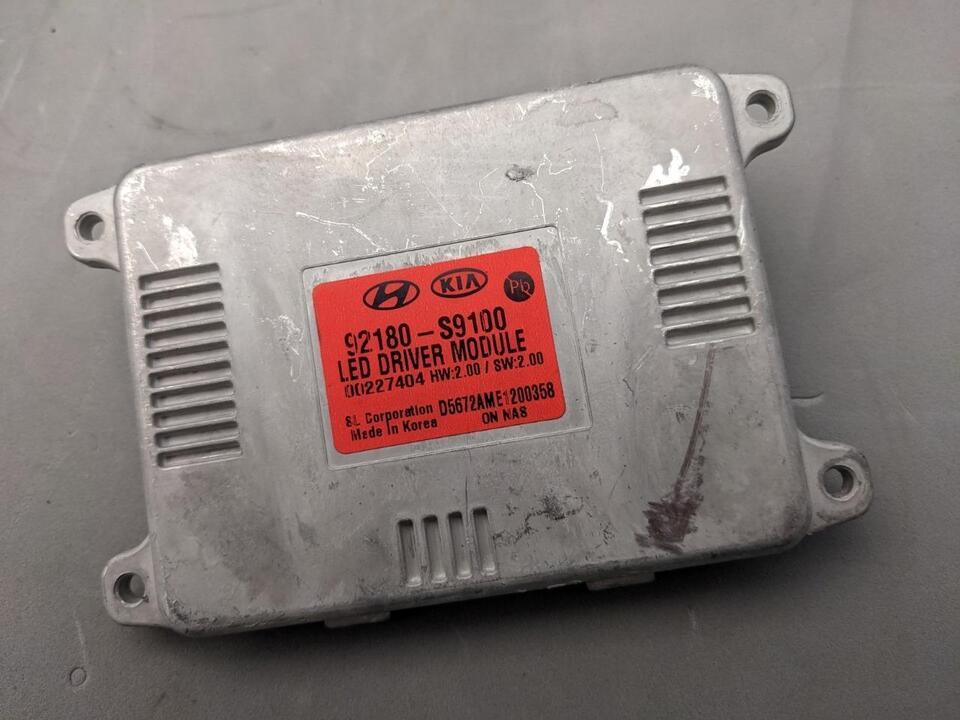 KIA Pb
92180-S9100
LED DRIVER MODULE
00227404 HW:2.00 / SW:2.00
SL Corporation D5672AME1200358
Made in Korea ON NAS